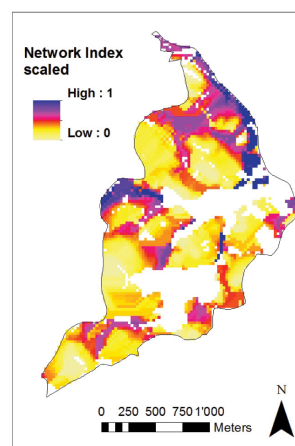 Network Index
scaled
High : 1
Low : 0
N
0 250 500 750 1'000
Meters